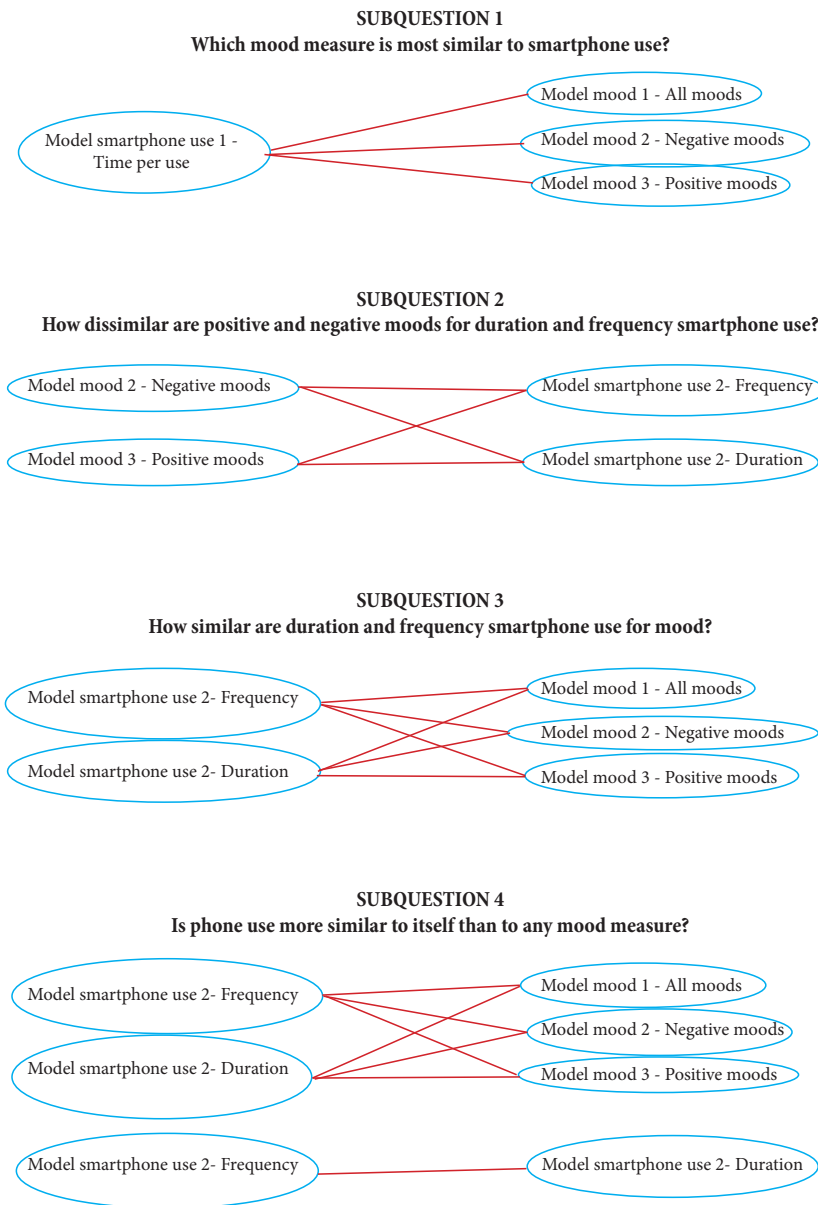 SUBQUESTION 1
Which mood measure is most similar to smartphone use?
Model smartphone use 1 -
Time per use
Model mood 1 - All moods
Model mood 2 - Negative moods
Model mood 3 - Positive moods
SUBQUESTION 2
How dissimilar are positive and negative moods for duration and frequency smartphone use?
Model mood 2 - Negative moods
Model mood 3 - Positive moods
Model smartphone use 2- Frequency
Model smartphone use 2- Duration
SUBQUESTION 3
How similar are duration and frequency smartphone use for mood?
Model smartphone use 2- Frequency
Model smartphone use 2- Duration
Model mood 1 - All moods
Model mood 2 - Negative moods
Model mood 3 - Positive moods
SUBQUESTION 4
Is phone use more similar to itself than to any mood measure?
Model smartphone use 2- Frequency
Model smartphone use 2- Duration
Model mood 1 - All moods
Model mood 2 - Negative moods
Model mood 3 - Positive moods
Model smartphone use 2- Frequency
Model smartphone use 2- Duration